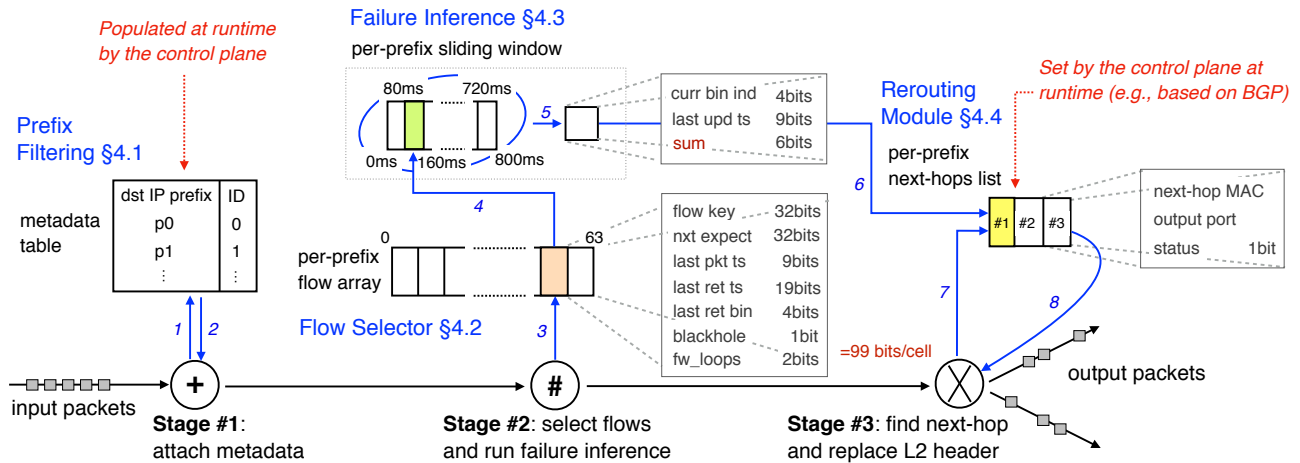 Populated at runtime
by the control plane
Failure Inference §4.3
per-prefix sliding window
80ms
720ms
0ms
160ms
800ms
5
curr bin ind 4bits
last upd ts 9bits
sum 6bits
Set by the control plane at
runtime (e.g., based on BGP)
Rerouting
Module §4.4
per-prefix
next-hops list
6
#1 #2 #3
next-hop MAC
output port
status 1bit
Prefix
Filtering §4.1
metadata
table
dst IP prefix ID
p0 0
p1 1
⋮ ⋮
1
2
4
0
63
per-prefix
flow array
Flow Selector §4.2
3
flow key 32bits
nxt expect 32bits
last pkt ts 9bits
last ret ts 19bits
last ret bin 4bits
blackhole 1bit
fw_loops 2bits
=99 bits/cell
7
8
input packets
+
#
output packets
Stage #1:
attach metadata
Stage #2: select flows
and run failure inference
Stage #3: find next-hop
and replace L2 header